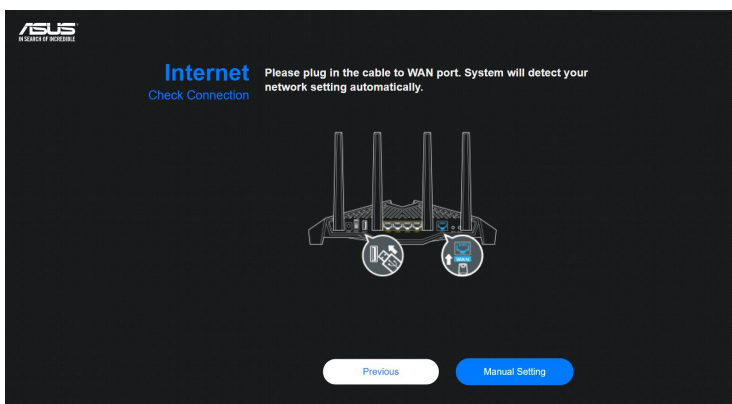 ASUS
IN SEARCH OF INCREDIBLE
Internet
Check Connection
Please plug in the cable to WAN port. System will detect your
network setting automatically.
Previous
Manual Setting